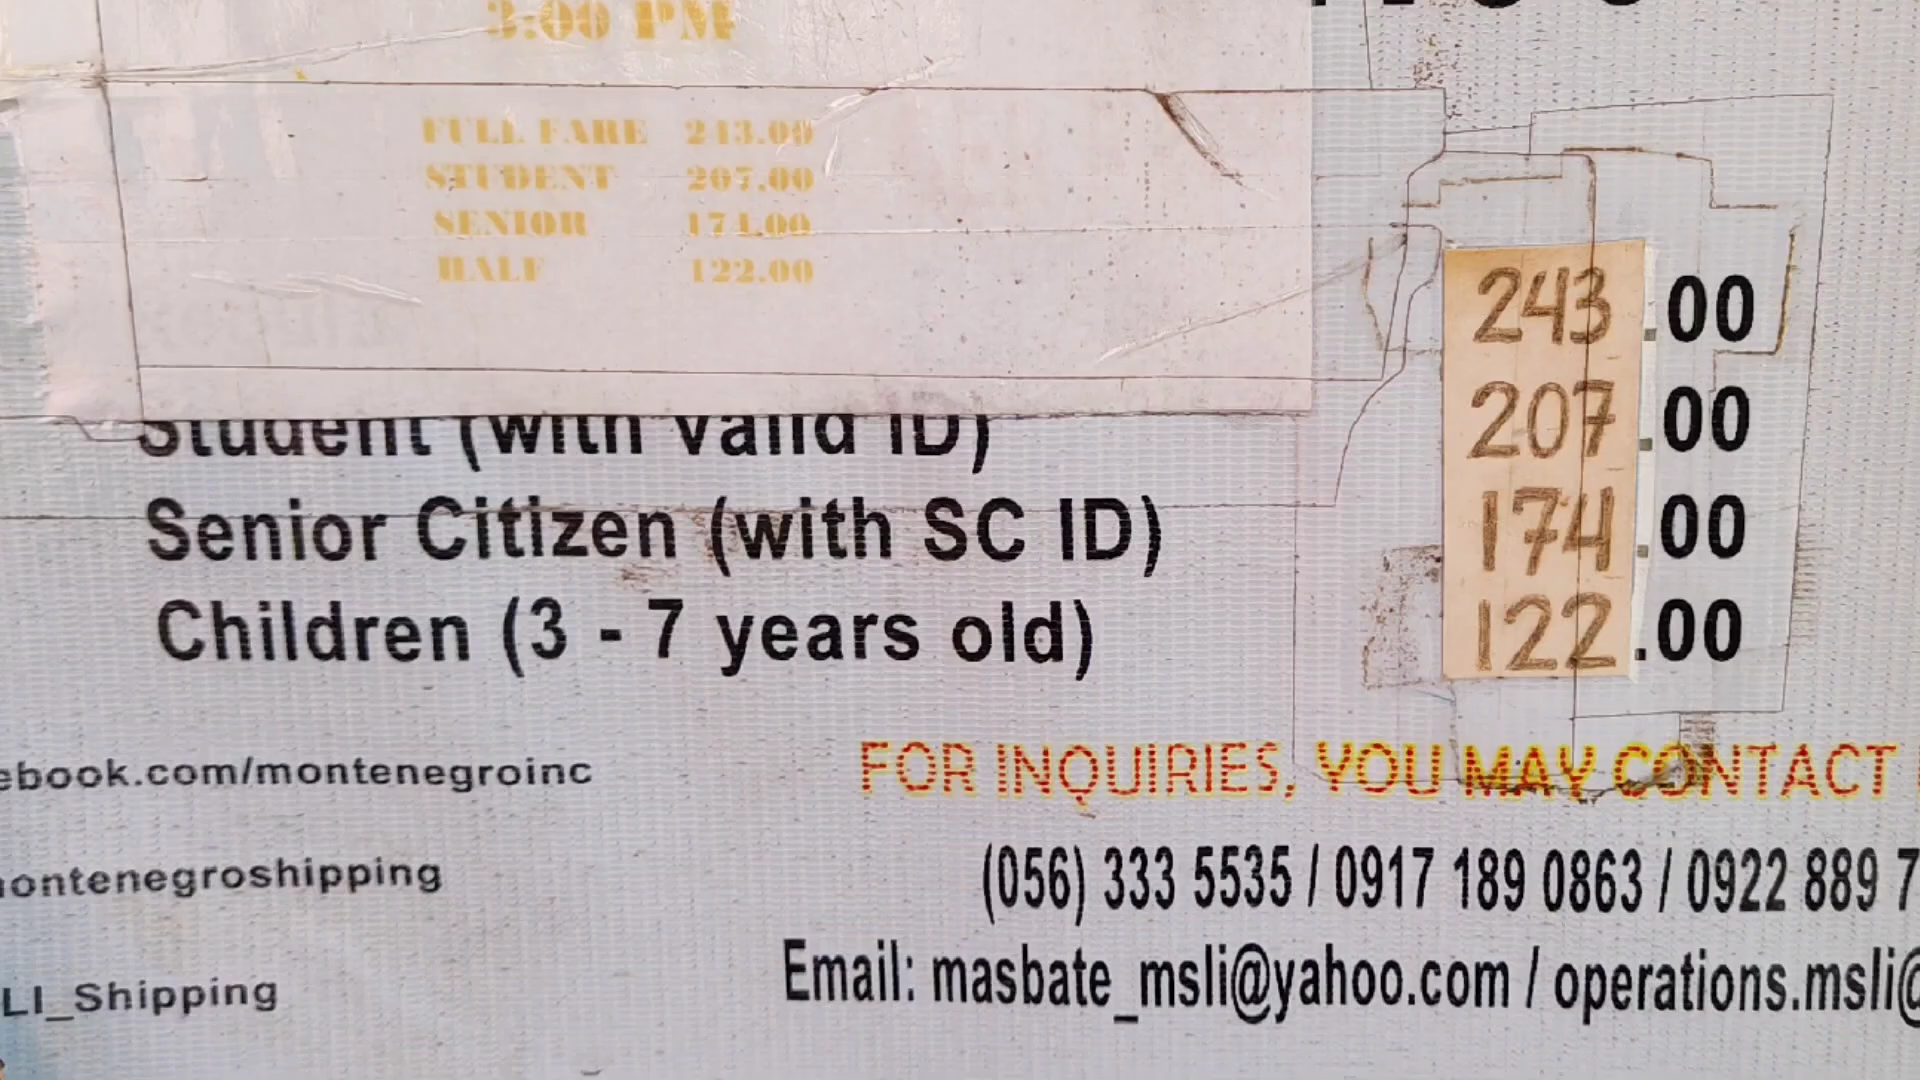 3:00 PM
FULL FARE 243.00
STUDENT 207.00
SENIOR 174.00
HALF 122.00
243.00
Student (with valid ID) 207.00
Senior Citizen (with SC ID) 174.00
Children (3 - 7 years old) 122.00
ebook.com/montenegroinc
FOR INQUIRIES, YOU MAY CONTACT
ontenegroshipping
(056) 333 5535 / 0917 189 0863 / 0922 889 7
Email: masbate_msli@yahoo.com / operations.msli@
LI_Shipping